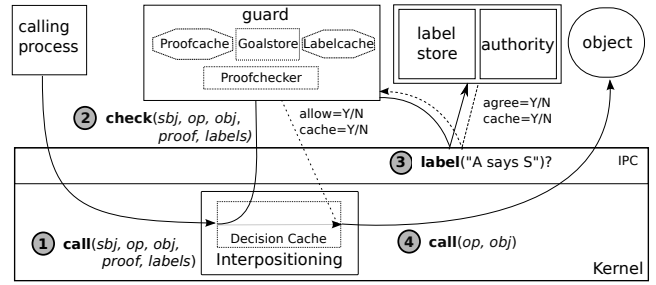 calling
process
guard
Proofcache
Goalstore
Labelcache
Proofchecker
label
store
authority
object
2 check(sbj, op, obj,
proof, labels)
allow=Y/N
cache=Y/N
agree=Y/N
cache=Y/N
3 label("A says S")?
IPC
1 call(sbj, op, obj,
proof, labels)
Decision Cache
Interpositioning
4 call(op, obj)
Kernel